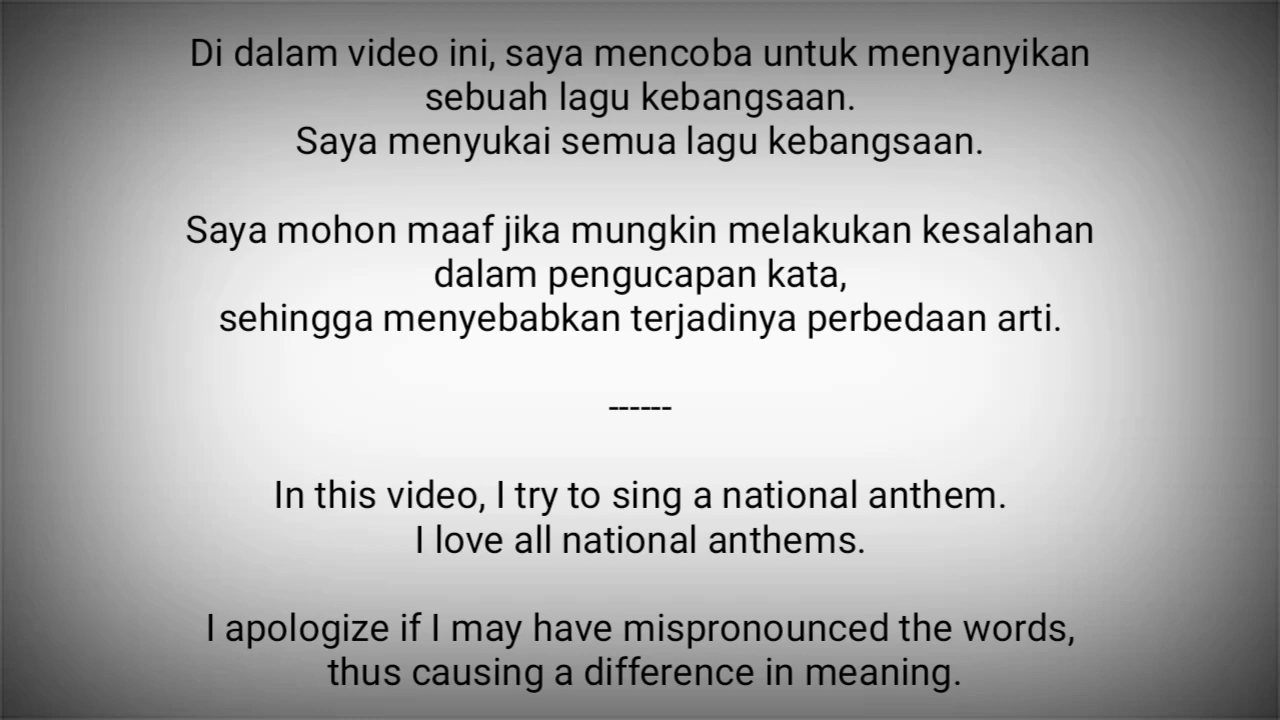 Di dalam video ini, saya mencoba untuk menyanyikan
sebuah lagu kebangsaan.
Saya menyukai semua lagu kebangsaan.
Saya mohon maaf jika mungkin melakukan kesalahan
dalam pengucapan kata,
sehingga menyebabkan terjadinya perbedaan arti.
------
In this video, I try to sing a national anthem.
I love all national anthems.
I apologize if I may have mispronounced the words,
thus causing a difference in meaning.